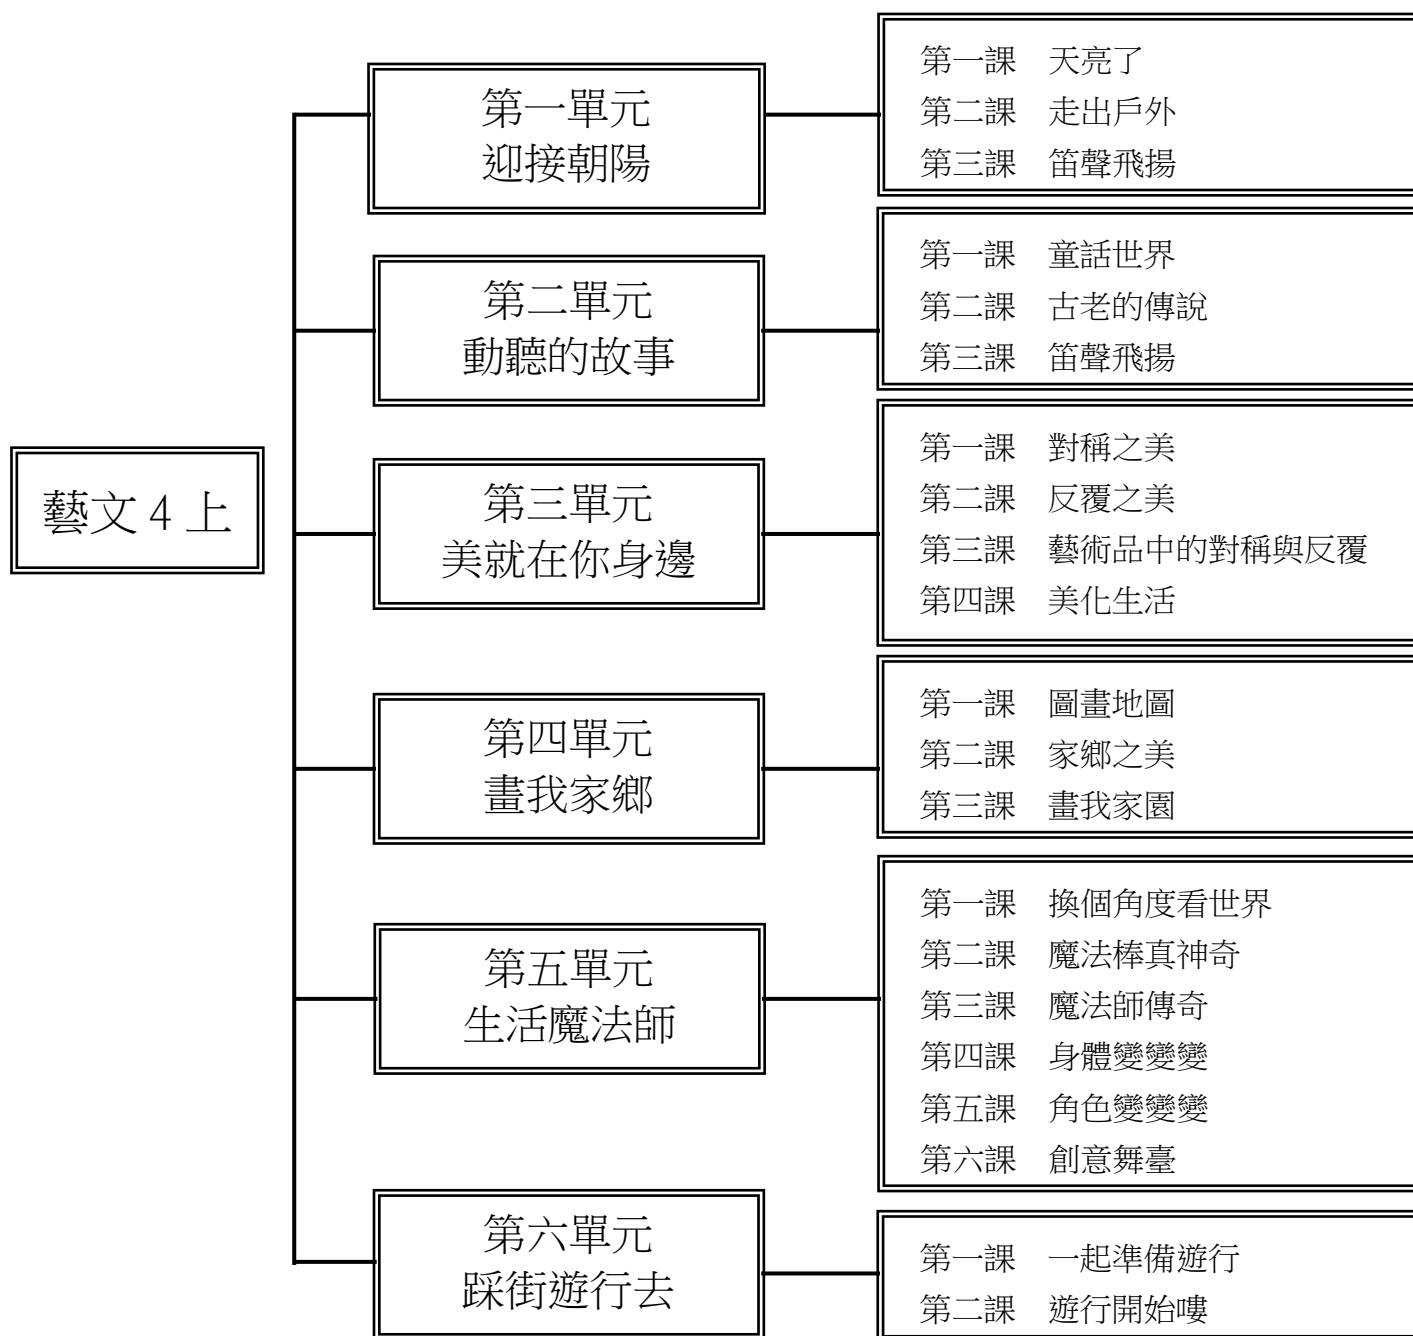 藝文 4 上
第一單元
迎接朝陽
第一課 天亮了
第二課 走出戶外
第三課 笛聲飛揚
第二單元
動聽的故事
第一課 童話世界
第二課 古老的傳說
第三課 笛聲飛揚
第三單元
美就在你身邊
第一課 對稱之美
第二課 反覆之美
第三課 藝術品中的對稱與反覆
第四課 美化生活
第四單元
畫我家鄉
第一課 圖畫地圖
第二課 家鄉之美
第三課 畫我家園
第五單元
生活魔法師
第一課 換個角度看世界
第二課 魔法棒真神奇
第三課 魔法師傳奇
第四課 身體變變變
第五課 角色變變變
第六課 創意舞臺
第六單元
踩街遊行去
第一課 一起準備遊行
第二課 遊行開始嘍